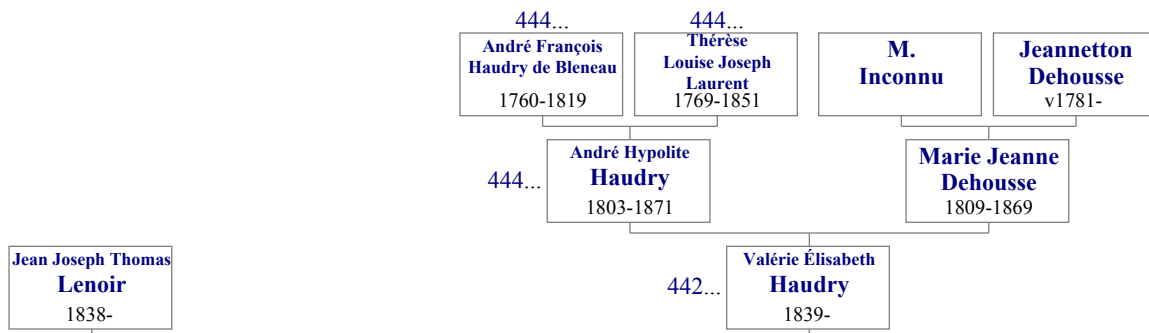 444...
444...
André François
Haudry de Bleneau
1760-1819
Thérèse
Louise Joseph
Laurent
1769-1851
M.
Inconnu
Jeannetton
Dehousse
v1781-
444...
André Hypolite
Haudry
1803-1871
Marie Jeanne
Dehousse
1809-1869
Jean Joseph Thomas
Lenoir
1838-
442...
Valérie Élisabeth
Haudry
1839-